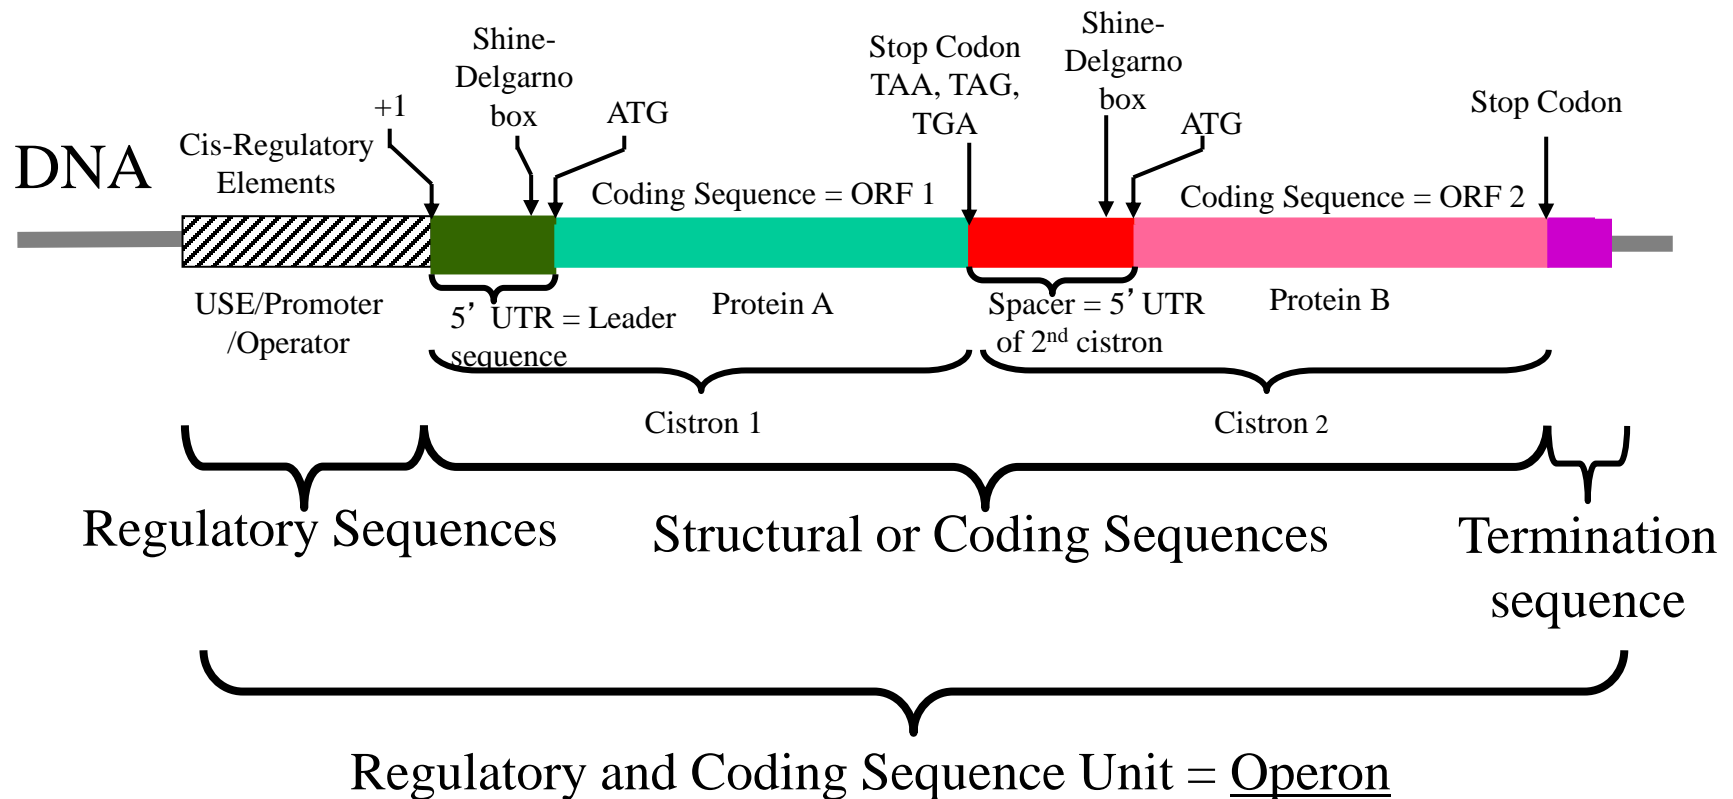 DNA
Cis-Regulatory
Elements
+1
Shine-
Delgarno
box
ATG
Stop Codon
TAA, TAG,
TGA
Shine-
Delgarno
box
ATG
Stop Codon
Coding Sequence = ORF 1
Coding Sequence = ORF 2
USE/Promoter
/Operator
5’ UTR = Leader
sequence
Protein A
Spacer = 5’ UTR
of 2nd cistron
Protein B
Cistron 1
Cistron 2
Regulatory Sequences
Structural or Coding Sequences
Termination
sequence
Regulatory and Coding Sequence Unit = Operon